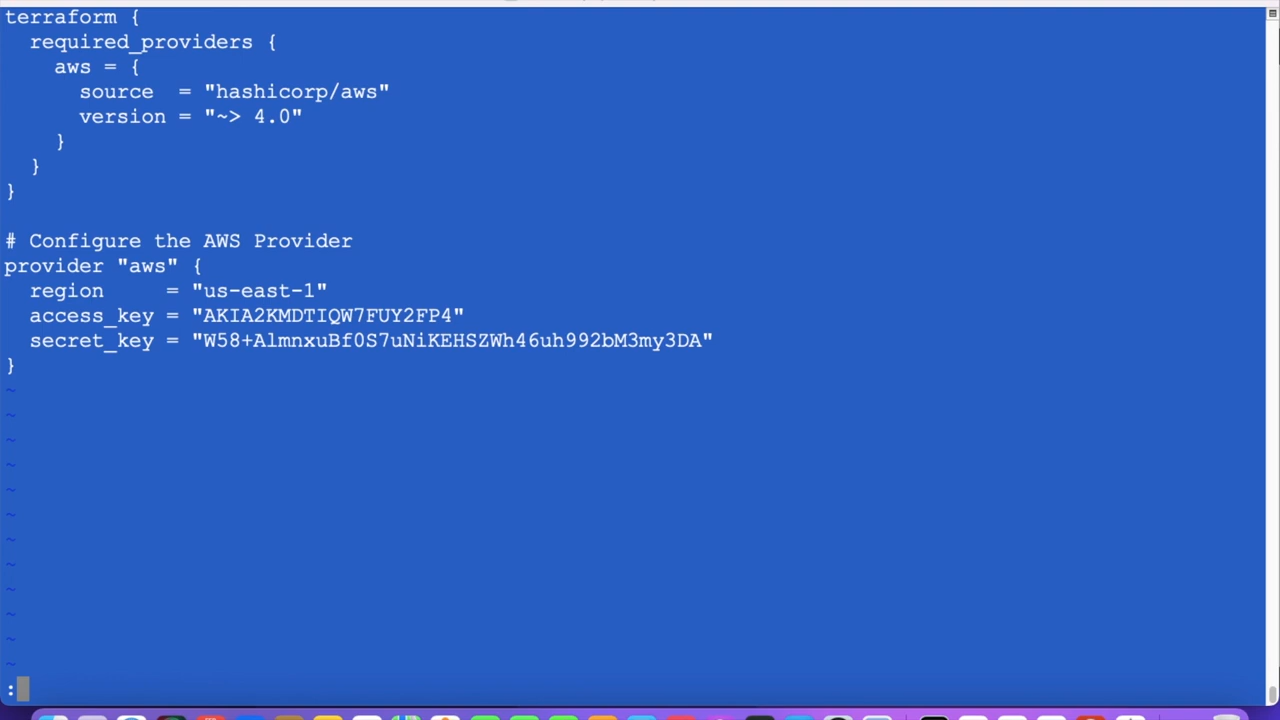 terraform {
  required_providers {
    aws = {
      source  = "hashicorp/aws"
      version = "~> 4.0"
    }
  }
}

# Configure the AWS Provider
provider "aws" {
  region     = "us-east-1"
  access_key = "AKIA2KMDTIQW7FUY2FP4"
  secret_key = "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"
}
~
~
~
~
~
~
~
~
~
~
~
~
: